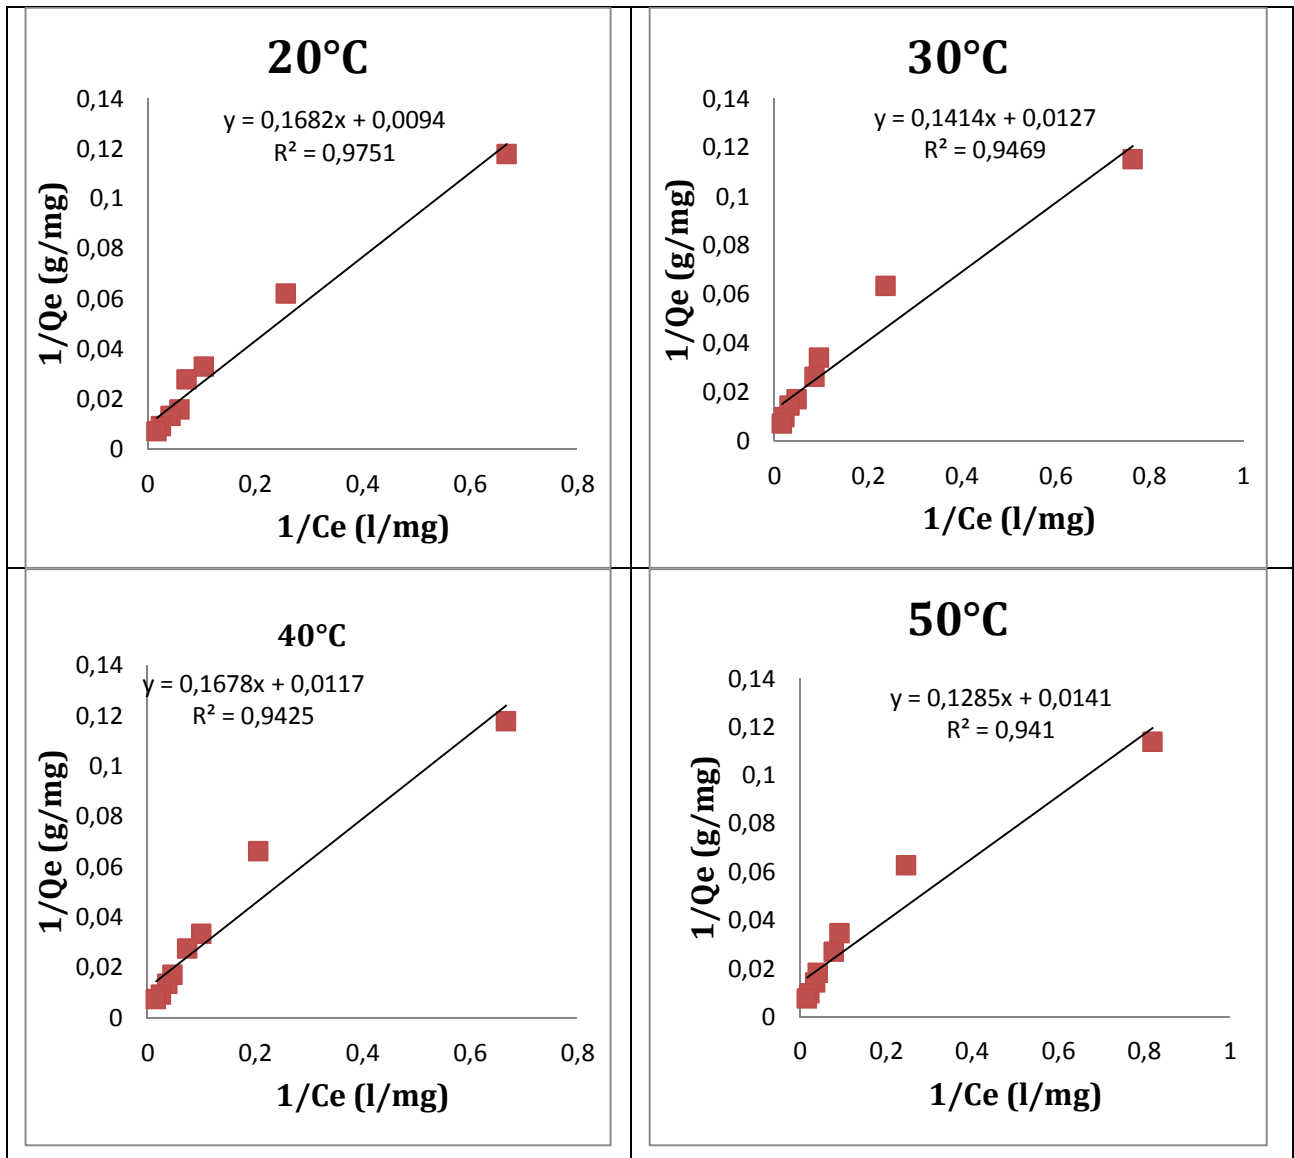 20°C
y = 0,1682x + 0,0094
R² = 0,9751
1/Qe (g/mg)
0,14
0,12
0,1
0,08
0,06
0,04
0,02
0
0 0,2 0,4 0,6 0,8
1/Ce (l/mg)
30°C
y = 0,1414x + 0,0127
R² = 0,9469
1/Qe (g/mg)
0,14
0,12
0,1
0,08
0,06
0,04
0,02
0
0 0,2 0,4 0,6 0,8 1
1/Ce (l/mg)
40°C
y = 0,1678x + 0,0117
R² = 0,9425
1/Qe (g/mg)
0,14
0,12
0,1
0,08
0,06
0,04
0,02
0
0 0,2 0,4 0,6 0,8
1/Ce (l/mg)
50°C
y = 0,1285x + 0,0141
R² = 0,941
1/Qe (g/mg)
0,14
0,12
0,1
0,08
0,06
0,04
0,02
0
0 0,2 0,4 0,6 0,8 1
1/Ce (l/mg)